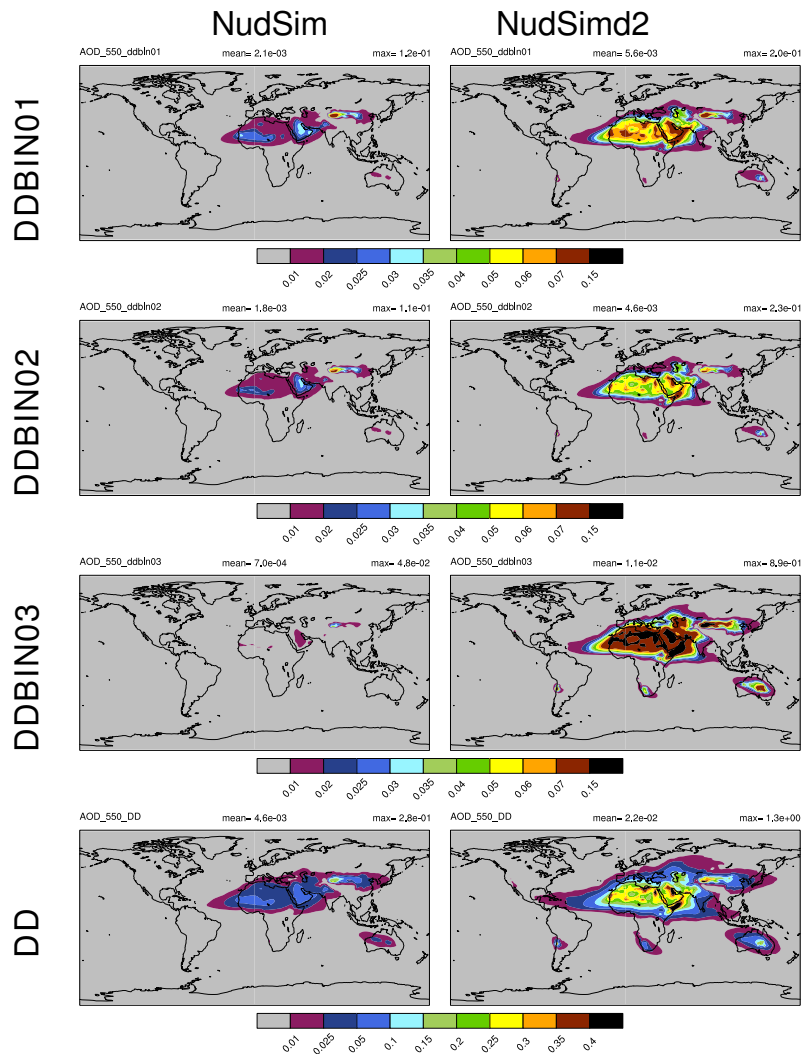 NudSim NudSimd2
DDBIN01
AOD_550_ddbln01 mean= 2.1e-03 max= 1.2e-01
AOD_550_ddbln01 mean= 5.6e-03 max= 2.0e-01
0.01 0.02 0.025 0.03 0.035 0.04 0.05 0.06 0.07 0.15
DDBIN02
AOD_550_ddbln02 mean= 1.8e-03 max= 1.1e-01
AOD_550_ddbln02 mean= 4.6e-03 max= 2.3e-01
0.01 0.02 0.025 0.03 0.035 0.04 0.05 0.06 0.07 0.15
DDBIN03
AOD_550_ddbln03 mean= 7.0e-04 max= 4.8e-02
AOD_550_ddbln03 mean= 1.1e-02 max= 8.9e-01
0.01 0.02 0.025 0.03 0.035 0.04 0.05 0.06 0.07 0.15
DD
AOD_550_DD mean= 4.6e-03 max= 2.8e-01
AOD_550_DD mean= 2.2e-02 max= 1.3e+00
0.01 0.025 0.05 0.1 0.15 0.2 0.25 0.3 0.35 0.4